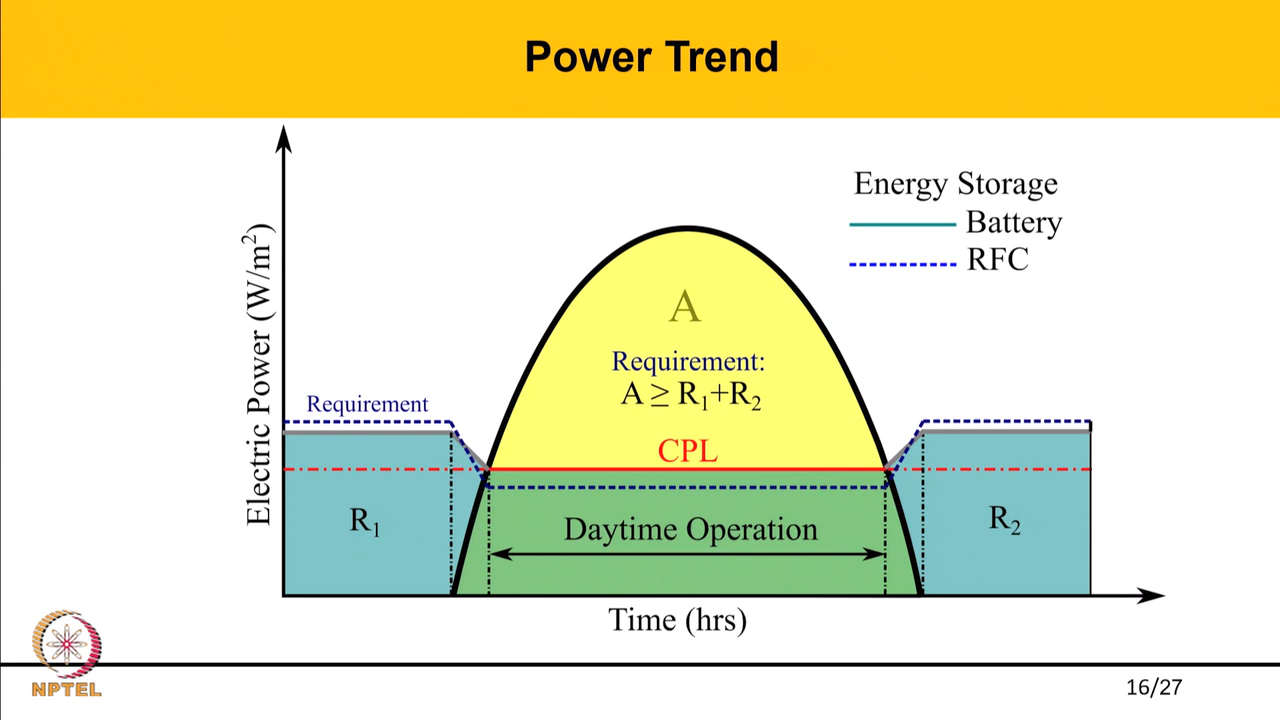 Power Trend
Energy Storage
Battery
RFC
Electric Power (W/m²)
A
Requirement:
A ≥ R₁+R₂
Requirement
CPL
R₁
Daytime Operation
R₂
Time (hrs)
NPTEL
16/27